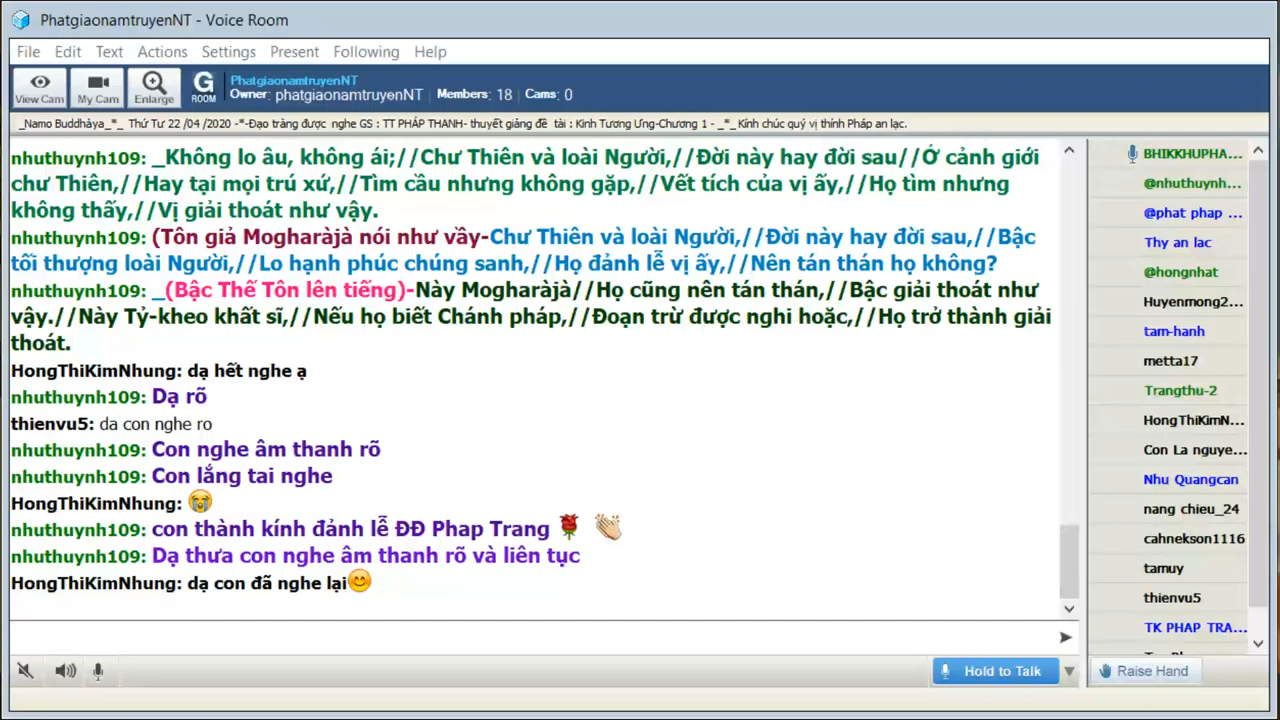 PhatgiaonamtruyenNT - Voice Room
File Edit Text Actions Settings Present Following Help
View Cam My Cam Enlarge G ROOM
PhatgiaonamtruyenNT
Owner: phatgiaonamtruyenNT Members: 18 Cams: 0
_Namo Buddhàya_*_ Thứ Tư 22 /04 /2020 -*-Đạo tràng được nghe GS : TT PHÁP THANH- thuyết giảng đề tài : Kinh Tương Ưng-Chương 1 - _*_ Kính chúc quý vị thính Pháp an lạc.
nhuthuynh109: _Không lo âu, không ái;//Chư Thiên và loài Người,//Đời này hay đời sau//Ở cảnh giới
chư Thiên,//Hay tại mọi trú xứ,//Tìm cầu nhưng không gặp,//Vết tích của vị ấy,//Họ tìm nhưng
không thấy,//Vị giải thoát như vậy.
nhuthuynh109: (Tôn giả Mogharàjà nói như vầy-Chư Thiên và loài Người,//Đời này hay đời sau,//Bậc
tối thượng loài Người,//Lo hạnh phúc chúng sanh,//Họ đảnh lễ vị ấy,//Nên tán thán họ không?
nhuthuynh109: _(Bậc Thế Tôn lên tiếng)-Này Mogharàjà//Họ cũng nên tán thán,//Bậc giải thoát như
vậy.//Này Tỷ-kheo khất sĩ,//Nếu họ biết Chánh pháp,//Đoạn trừ được nghi hoặc,//Họ trở thành giải
thoát.
HongThiKimNhung: dạ hết nghe ạ
nhuthuynh109: Dạ rõ
thienvu5: da con nghe ro
nhuthuynh109: Con nghe âm thanh rõ
nhuthuynh109: Con lắng tai nghe
HongThiKimNhung: 😭
nhuthuynh109: con thành kính đảnh lễ ĐĐ Phap Trang 🌹 👏
nhuthuynh109: Dạ thưa con nghe âm thanh rõ và liên tục
HongThiKimNhung: dạ con đã nghe lại😊
BHIKKHUPHA...
@nhuthuynh...
@phat phap ...
Thy an lac
@hongnhat
Huyenmong2...
tam-hanh
metta17
Trangthu-2
HongThiKimN...
Con La nguye...
Nhu Quangcan
nang chieu_24
cahnekson1116
tamuy
thienvu5
TK PHAP TRA...
Hold to Talk
Raise Hand